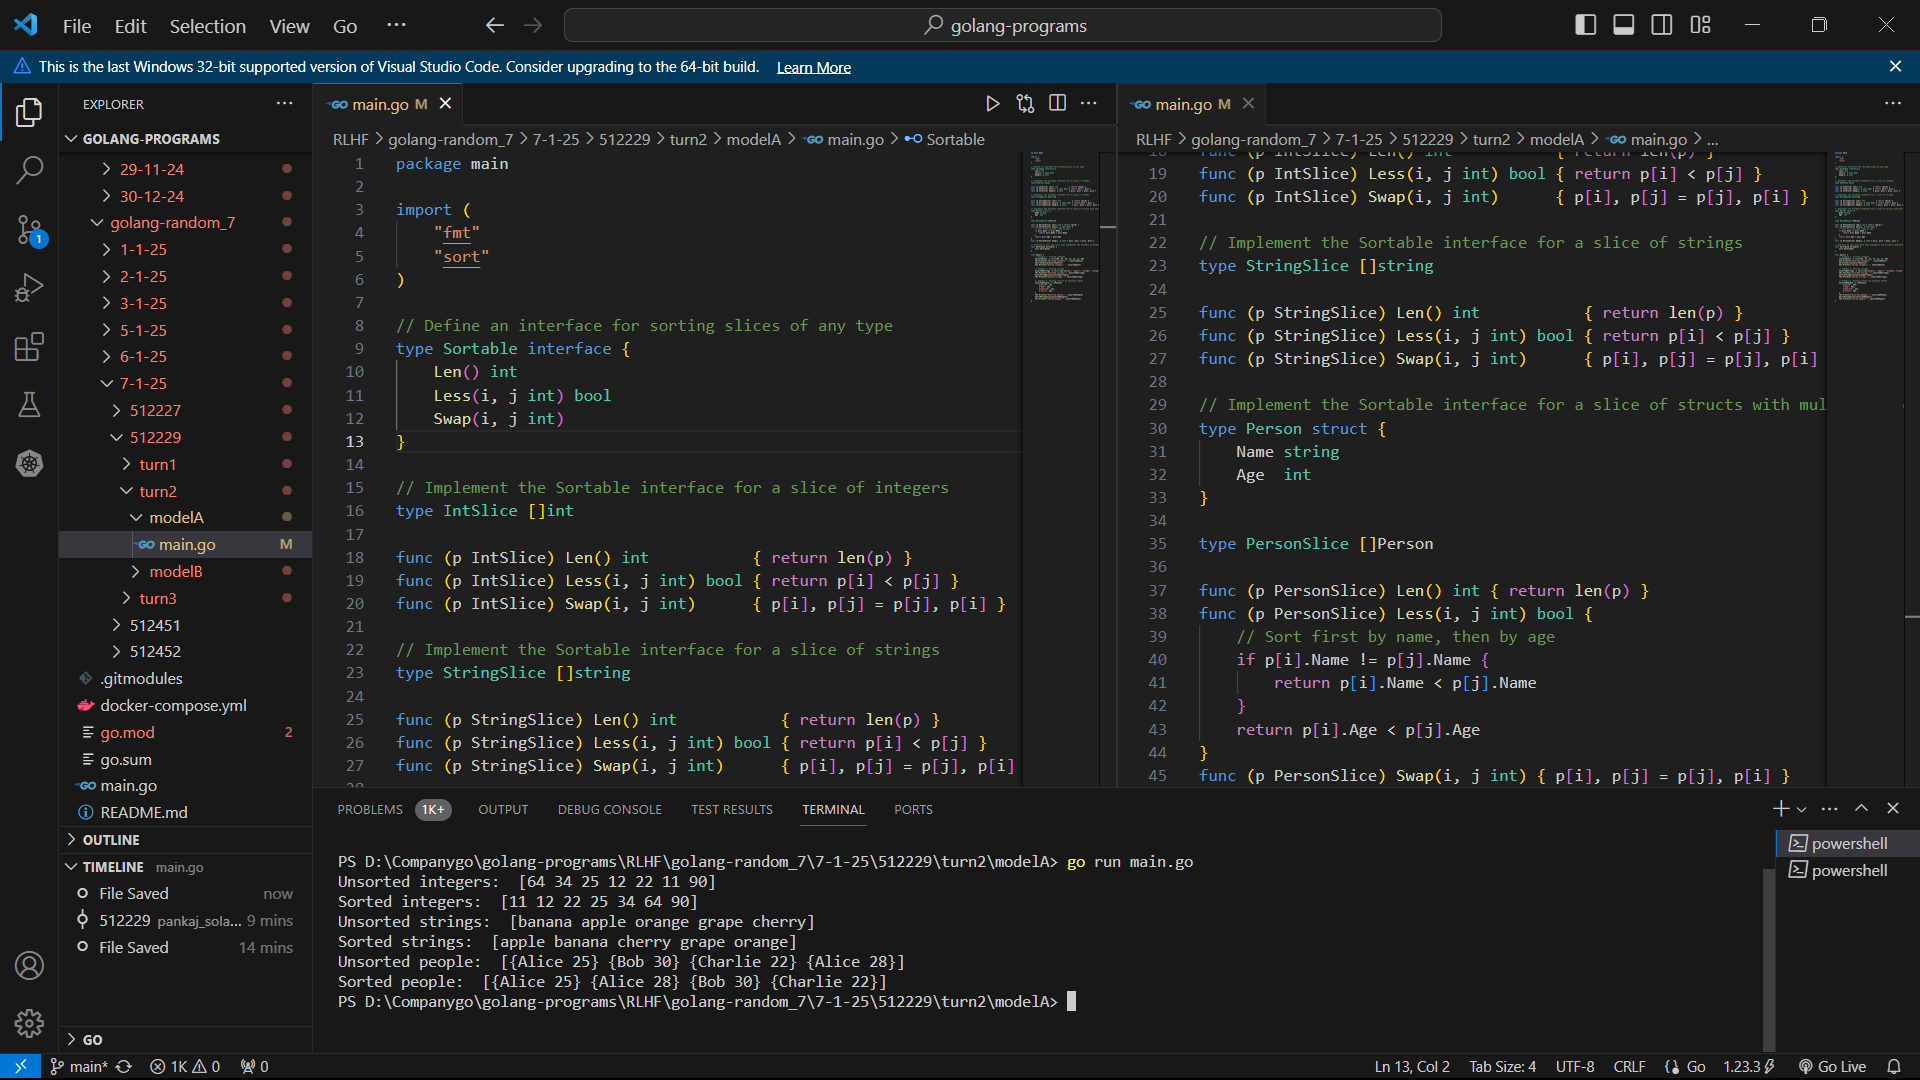 File Edit Selection View Go ···
golang-programs
This is the last Windows 32-bit supported version of Visual Studio Code. Consider upgrading to the 64-bit build. Learn More
EXPLORER ···
GOLANG-PROGRAMS
29-11-24
30-12-24
golang-random_7
1-1-25
2-1-25
3-1-25
5-1-25
6-1-25
7-1-25
512227
512229
turn1
turn2
modelA
main.go M
modelB
turn3
512451
512452
.gitmodules
docker-compose.yml
go.mod 2
go.sum
main.go
README.md
OUTLINE
TIMELINE main.go
File Saved now
512229 pankaj_sola... 9 mins
File Saved 14 mins
GO
1
main.go M
RLHF > golang-random_7 > 7-1-25 > 512229 > turn2 > modelA > main.go > Sortable
1 package main
2
3 import (
4 "fmt"
5 "sort"
6 )
7
8 // Define an interface for sorting slices of any type
9 type Sortable interface {
10 Len() int
11 Less(i, j int) bool
12 Swap(i, j int)
13 }
14
15 // Implement the Sortable interface for a slice of integers
16 type IntSlice []int
17
18 func (p IntSlice) Len() int { return len(p) }
19 func (p IntSlice) Less(i, j int) bool { return p[i] < p[j] }
20 func (p IntSlice) Swap(i, j int) { p[i], p[j] = p[j], p[i] }
21
22 // Implement the Sortable interface for a slice of strings
23 type StringSlice []string
24
25 func (p StringSlice) Len() int { return len(p) }
26 func (p StringSlice) Less(i, j int) bool { return p[i] < p[j] }
27 func (p StringSlice) Swap(i, j int) { p[i], p[j] = p[j], p[i]
main.go M
RLHF > golang-random_7 > 7-1-25 > 512229 > turn2 > modelA > main.go > ...
18 func (p IntSlice) Len() int { return len(p) }
19 func (p IntSlice) Less(i, j int) bool { return p[i] < p[j] }
20 func (p IntSlice) Swap(i, j int) { p[i], p[j] = p[j], p[i] }
21
22 // Implement the Sortable interface for a slice of strings
23 type StringSlice []string
24
25 func (p StringSlice) Len() int { return len(p) }
26 func (p StringSlice) Less(i, j int) bool { return p[i] < p[j] }
27 func (p StringSlice) Swap(i, j int) { p[i], p[j] = p[j], p[i]
28
29 // Implement the Sortable interface for a slice of structs with mul
30 type Person struct {
31 Name string
32 Age int
33 }
34
35 type PersonSlice []Person
36
37 func (p PersonSlice) Len() int { return len(p) }
38 func (p PersonSlice) Less(i, j int) bool {
39 // Sort first by name, then by age
40 if p[i].Name != p[j].Name {
41 return p[i].Name < p[j].Name
42 }
43 return p[i].Age < p[j].Age
44 }
45 func (p PersonSlice) Swap(i, j int) { p[i], p[j] = p[j], p[i] }
PROBLEMS 1K+ OUTPUT DEBUG CONSOLE TEST RESULTS TERMINAL PORTS
PS D:\Companygo\golang-programs\RLHF\golang-random_7\7-1-25\512229\turn2\modelA> go run main.go
Unsorted integers: [64 34 25 12 22 11 90]
Sorted integers: [11 12 22 25 34 64 90]
Unsorted strings: [banana apple orange grape cherry]
Sorted strings: [apple banana cherry grape orange]
Unsorted people: [{Alice 25} {Bob 30} {Charlie 22} {Alice 28}]
Sorted people: [{Alice 25} {Alice 28} {Bob 30} {Charlie 22}]
PS D:\Companygo\golang-programs\RLHF\golang-random_7\7-1-25\512229\turn2\modelA>
powershell
powershell
main* 1K 0 0 Ln 13, Col 2 Tab Size: 4 UTF-8 CRLF Go 1.23.3 Go Live